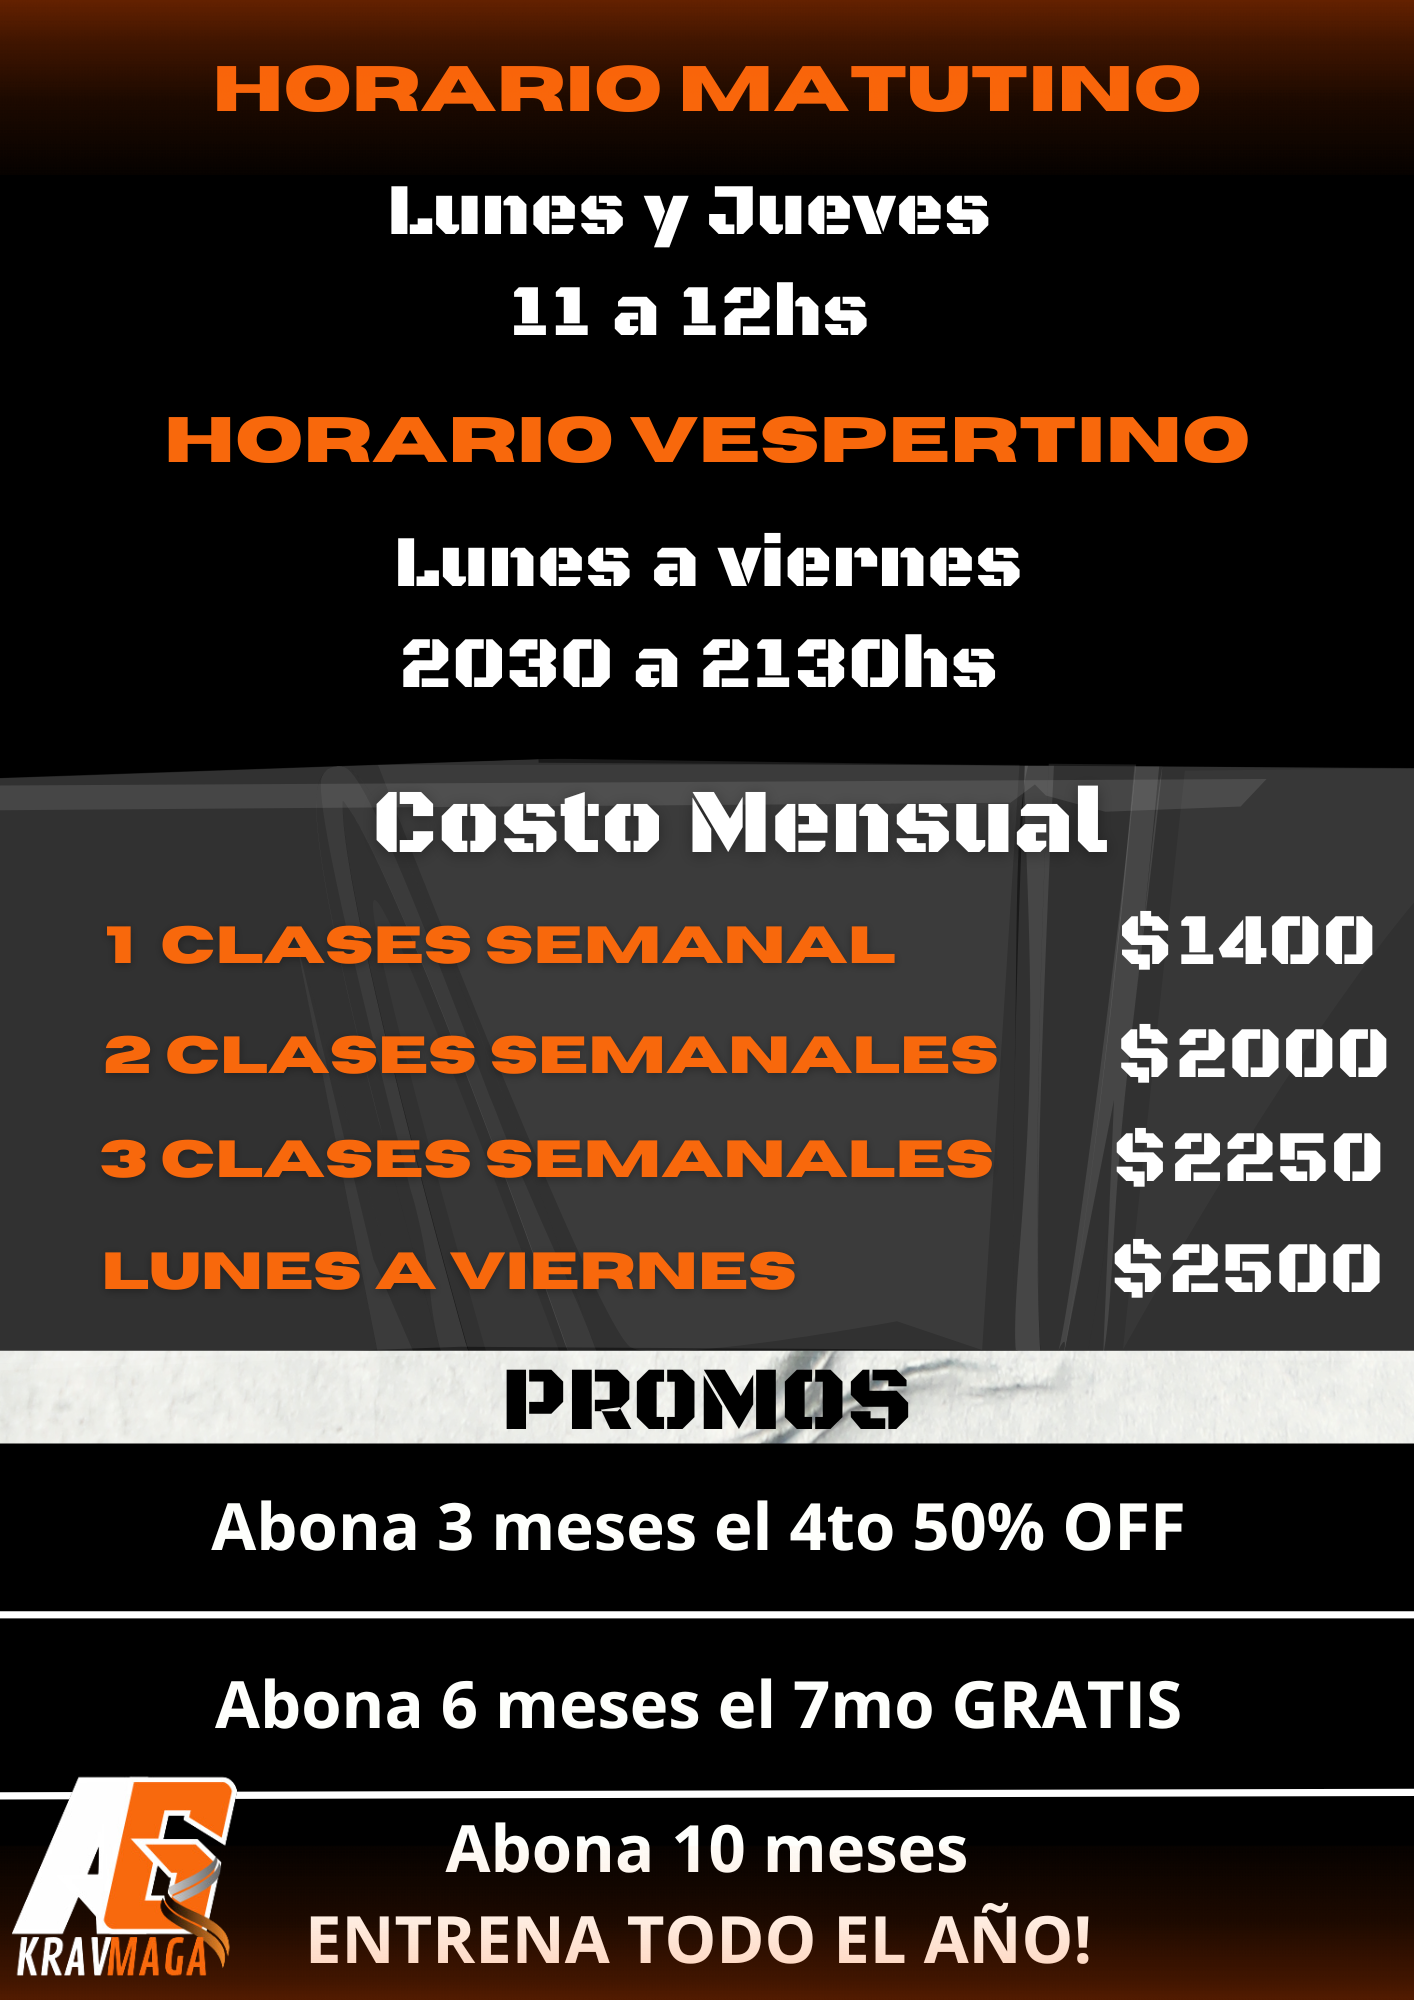 HORARIO MATUTINO
Lunes y Jueves
11 a 12hs
HORARIO VESPERTINO
Lunes a viernes
2030 a 2130hs
Costo Mensual
1 CLASES SEMANAL $1400
2 CLASES SEMANALES $2000
3 CLASES SEMANALES $2250
LUNES A VIERNES $2500
PROMOS
Abona 3 meses el 4to 50% OFF
Abona 6 meses el 7mo GRATIS
Abona 10 meses
ENTRENA TODO EL AÑO!
KRAVMAGA